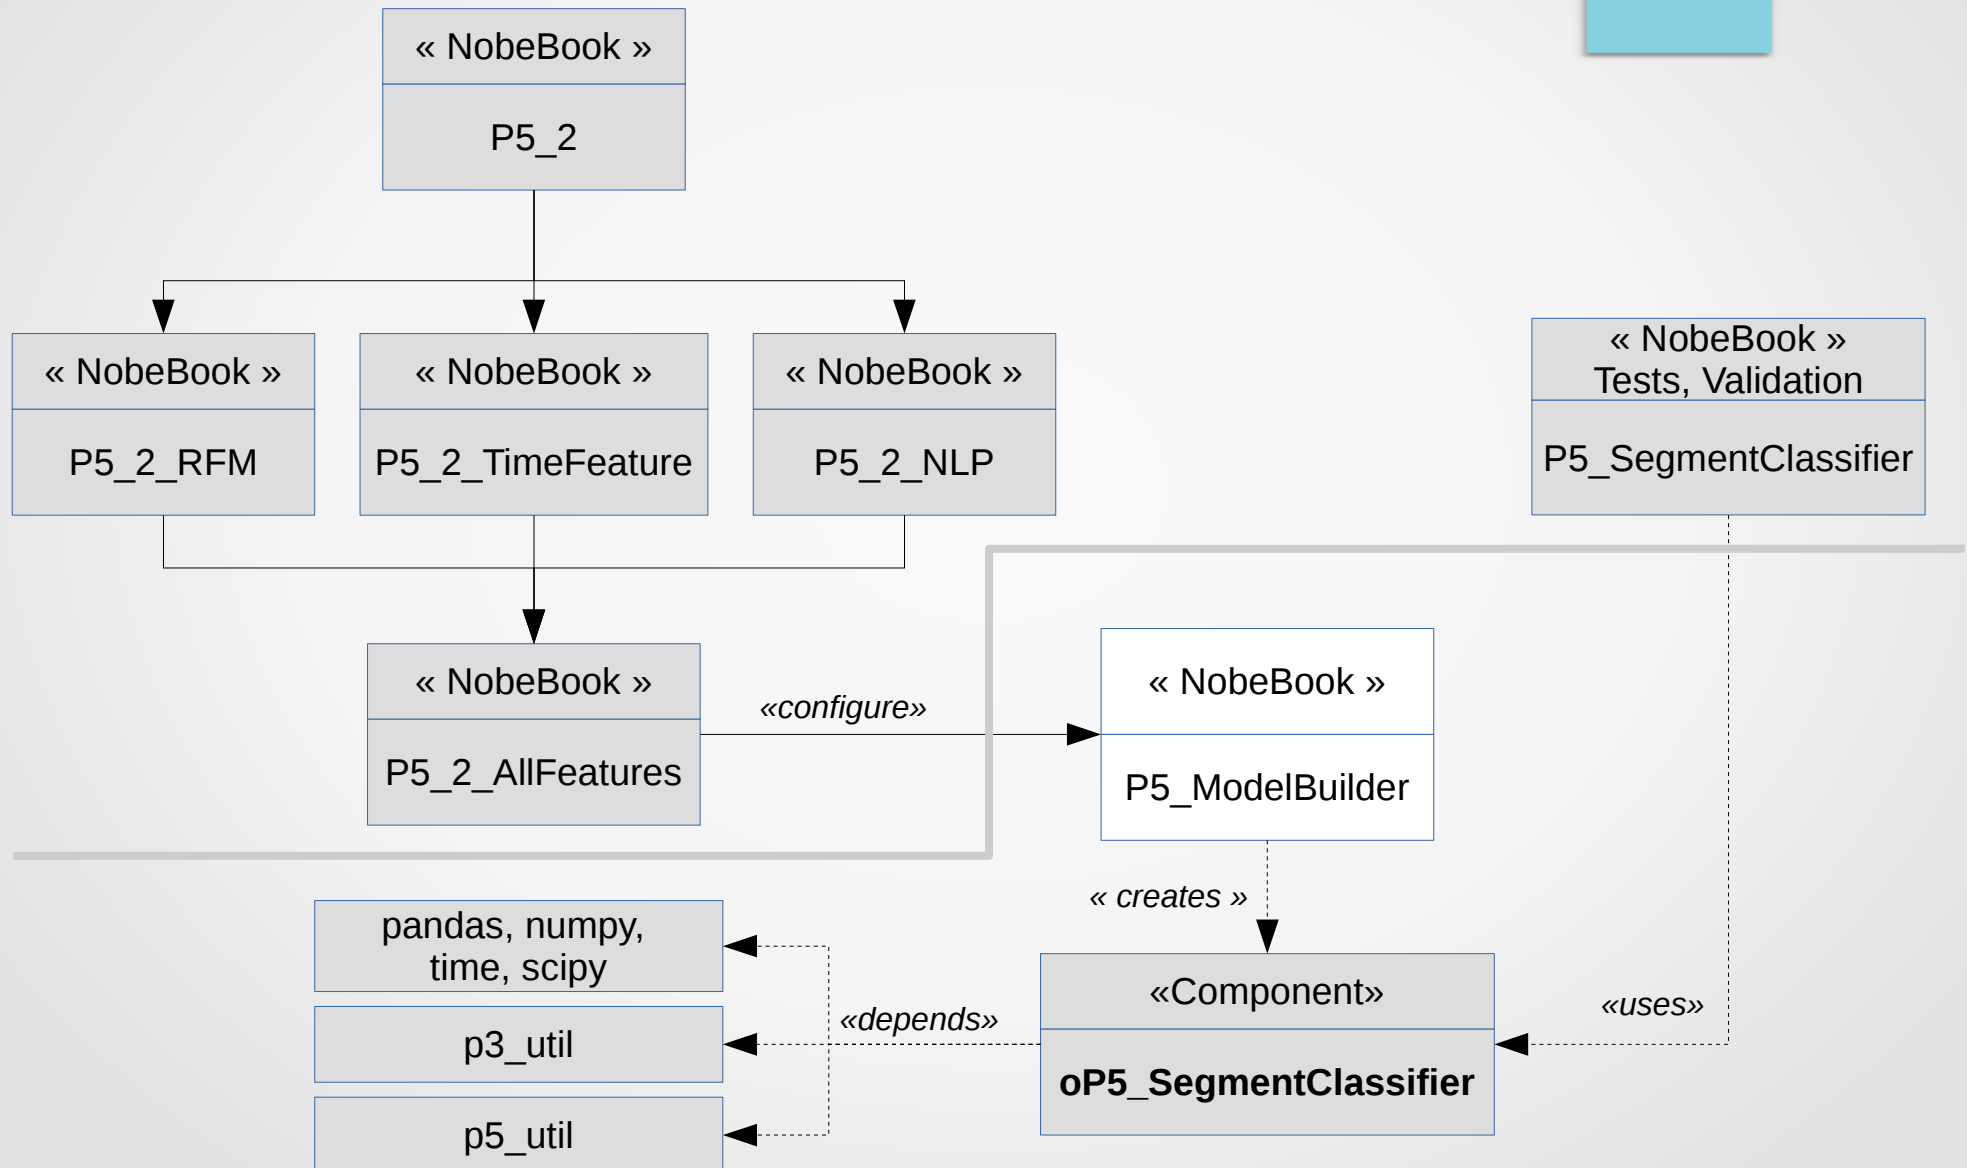 « NobeBook »
P5_2
« NobeBook »
P5_2_RFM
« NobeBook »
P5_2_TimeFeature
« NobeBook »
P5_2_NLP
« NobeBook »
Tests, Validation
P5_SegmentClassifier
« NobeBook »
P5_2_AllFeatures
«configure»
« NobeBook »
P5_ModelBuilder
« creates »
pandas, numpy,
time, scipy
p3_util
p5_util
«depends»
«Component»
oP5_SegmentClassifier
«uses»